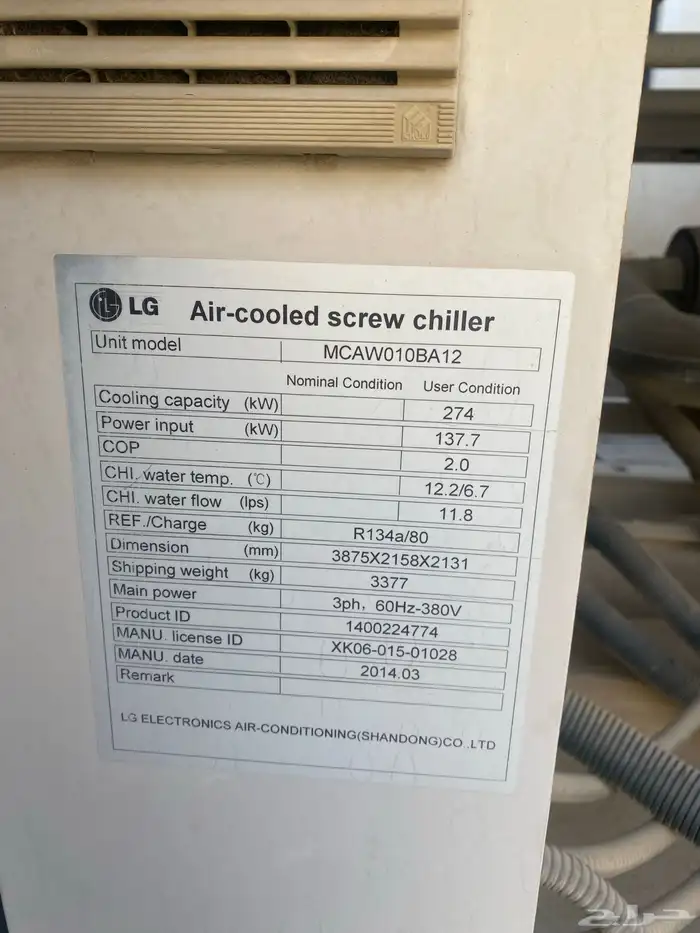 LG Air-cooled screw chiller
Unit model MCAW010BA12
Nominal Condition User Condition
Cooling capacity (kW) 274
Power input (kW) 137.7
COP 2.0
CHI. water temp. (℃) 12.2/6.7
CHI. water flow (lps) 11.8
REF./Charge (kg) R134a/80
Dimension (mm) 3875X2158X2131
Shipping weight (kg) 3377
Main power 3ph, 60Hz-380V
Product ID 1400224774
MANU. license ID XK06-015-01028
MANU. date 2014.03
Remark
LG ELECTRONICS AIR-CONDITIONING(SHANDONG)CO.,LTD
حراج